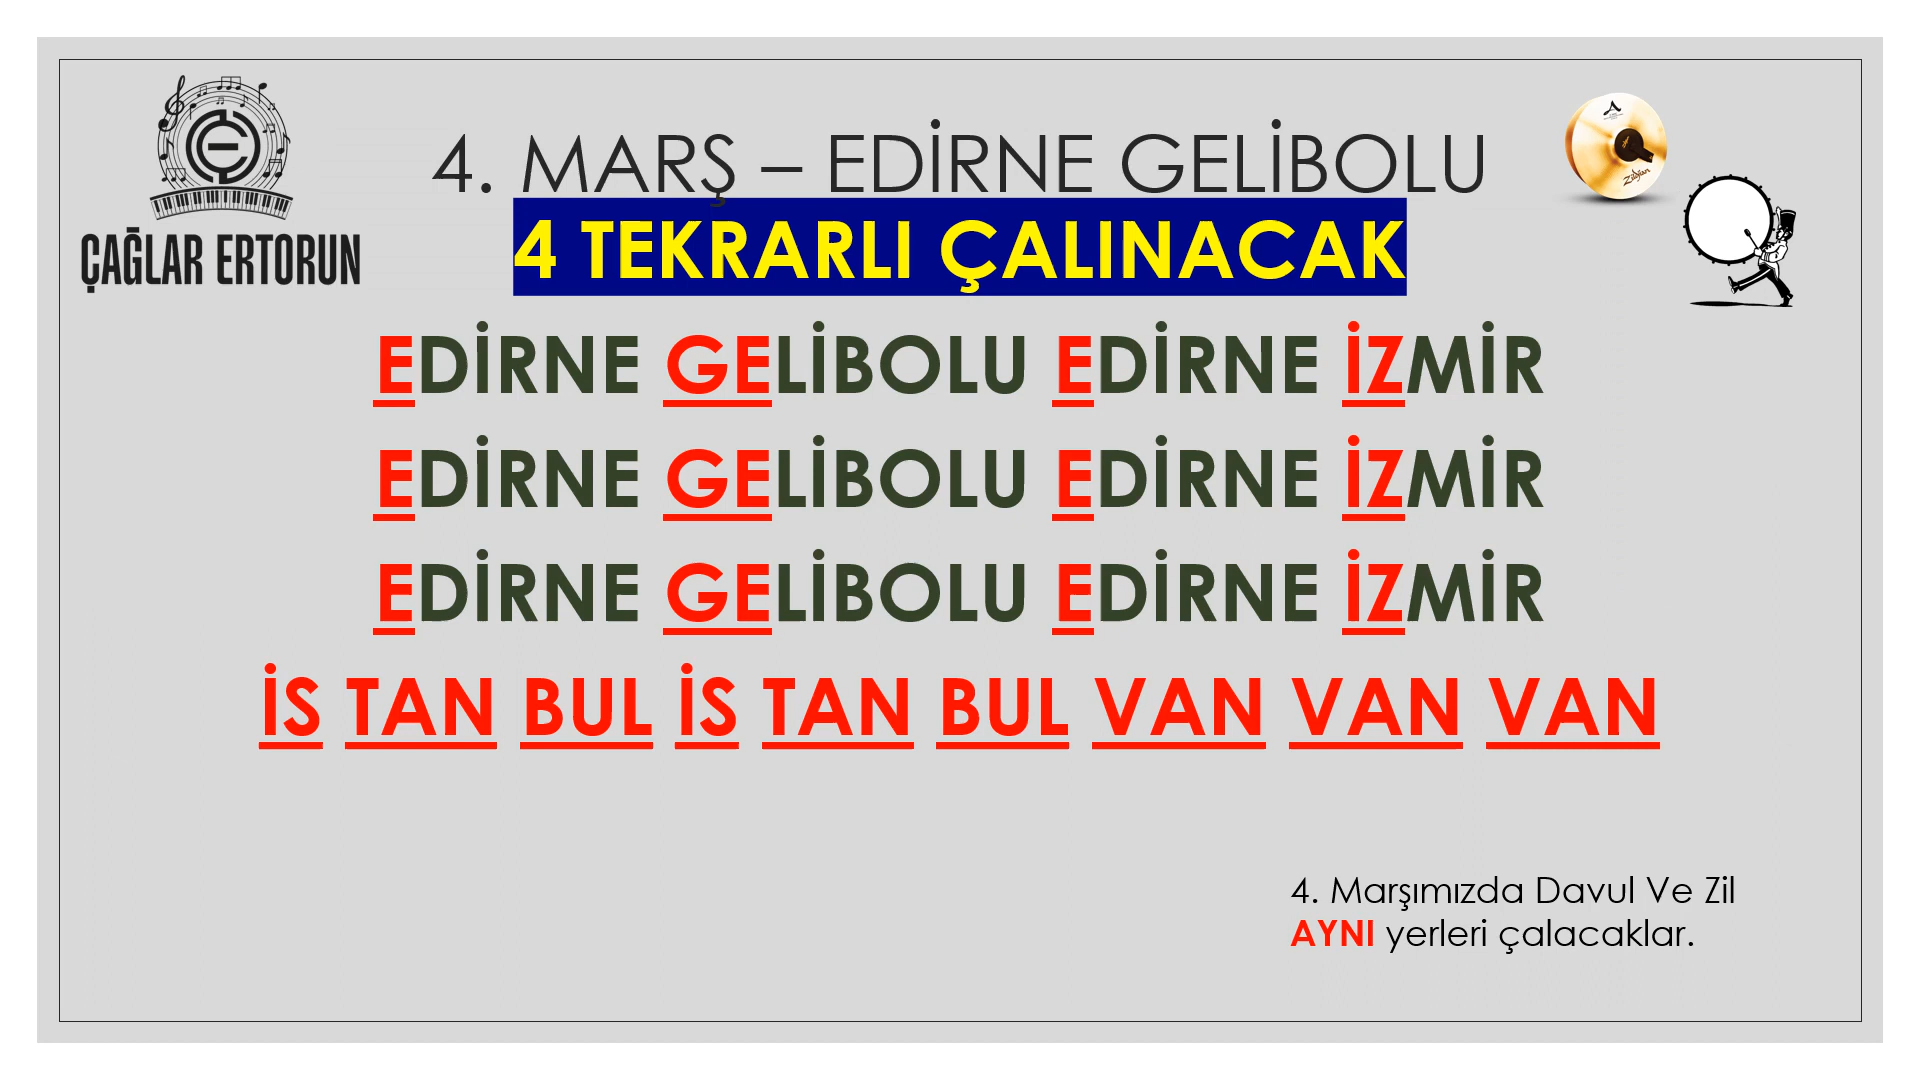 ÇAĞLAR ERTORUN
4. MARŞ – EDİRNE GELİBOLU
4 TEKRARLI ÇALINACAK
EDİRNE GELİBOLU EDİRNE İZMİR
EDİRNE GELİBOLU EDİRNE İZMİR
EDİRNE GELİBOLU EDİRNE İZMİR
İS TAN BUL İS TAN BUL VAN VAN VAN
4. Marşımızda Davul Ve Zil
AYNI yerleri çalacaklar.
Zildjian